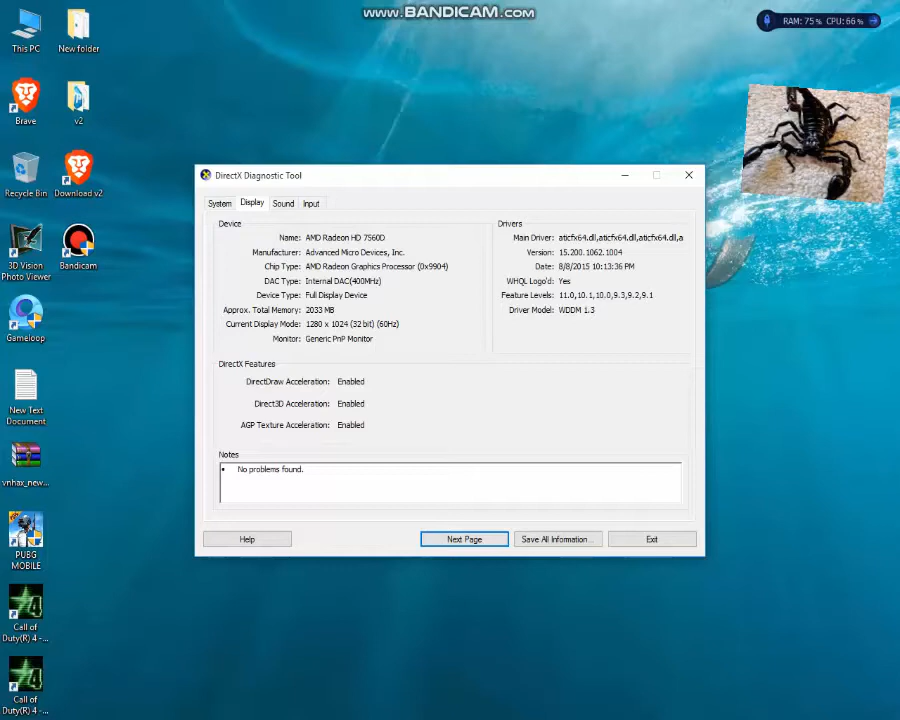 www.BANDICAM.com
RAM: 75% CPU: 66%
This PC
New folder
Brave
v2
Recycle Bin
Download v2
3D Vision
Photo Viewer
Bandicam
Gameloop
New Text
Document
vnhax_new...
PUBG
MOBILE
Call of
Duty(R) 4 -...
Call of
Duty(R) 4 -...
DirectX Diagnostic Tool
System Display Sound Input
Device
Name: AMD Radeon HD 7560D
Manufacturer: Advanced Micro Devices, Inc.
Chip Type: AMD Radeon Graphics Processor (0x9904)
DAC Type: Internal DAC(400MHz)
Device Type: Full Display Device
Approx. Total Memory: 2033 MB
Current Display Mode: 1280 x 1024 (32 bit) (60Hz)
Monitor: Generic PnP Monitor
Drivers
Main Driver: aticfx64.dll,aticfx64.dll,aticfx64.dll,a
Version: 15.200.1062.1004
Date: 8/8/2015 10:13:36 PM
WHQL Logo'd: Yes
Feature Levels: 11.0,10.1,10.0,9.3,9.2,9.1
Driver Model: WDDM 1.3
DirectX Features
DirectDraw Acceleration: Enabled
Direct3D Acceleration: Enabled
AGP Texture Acceleration: Enabled
Notes
• No problems found.
Help
Next Page
Save All Information...
Exit